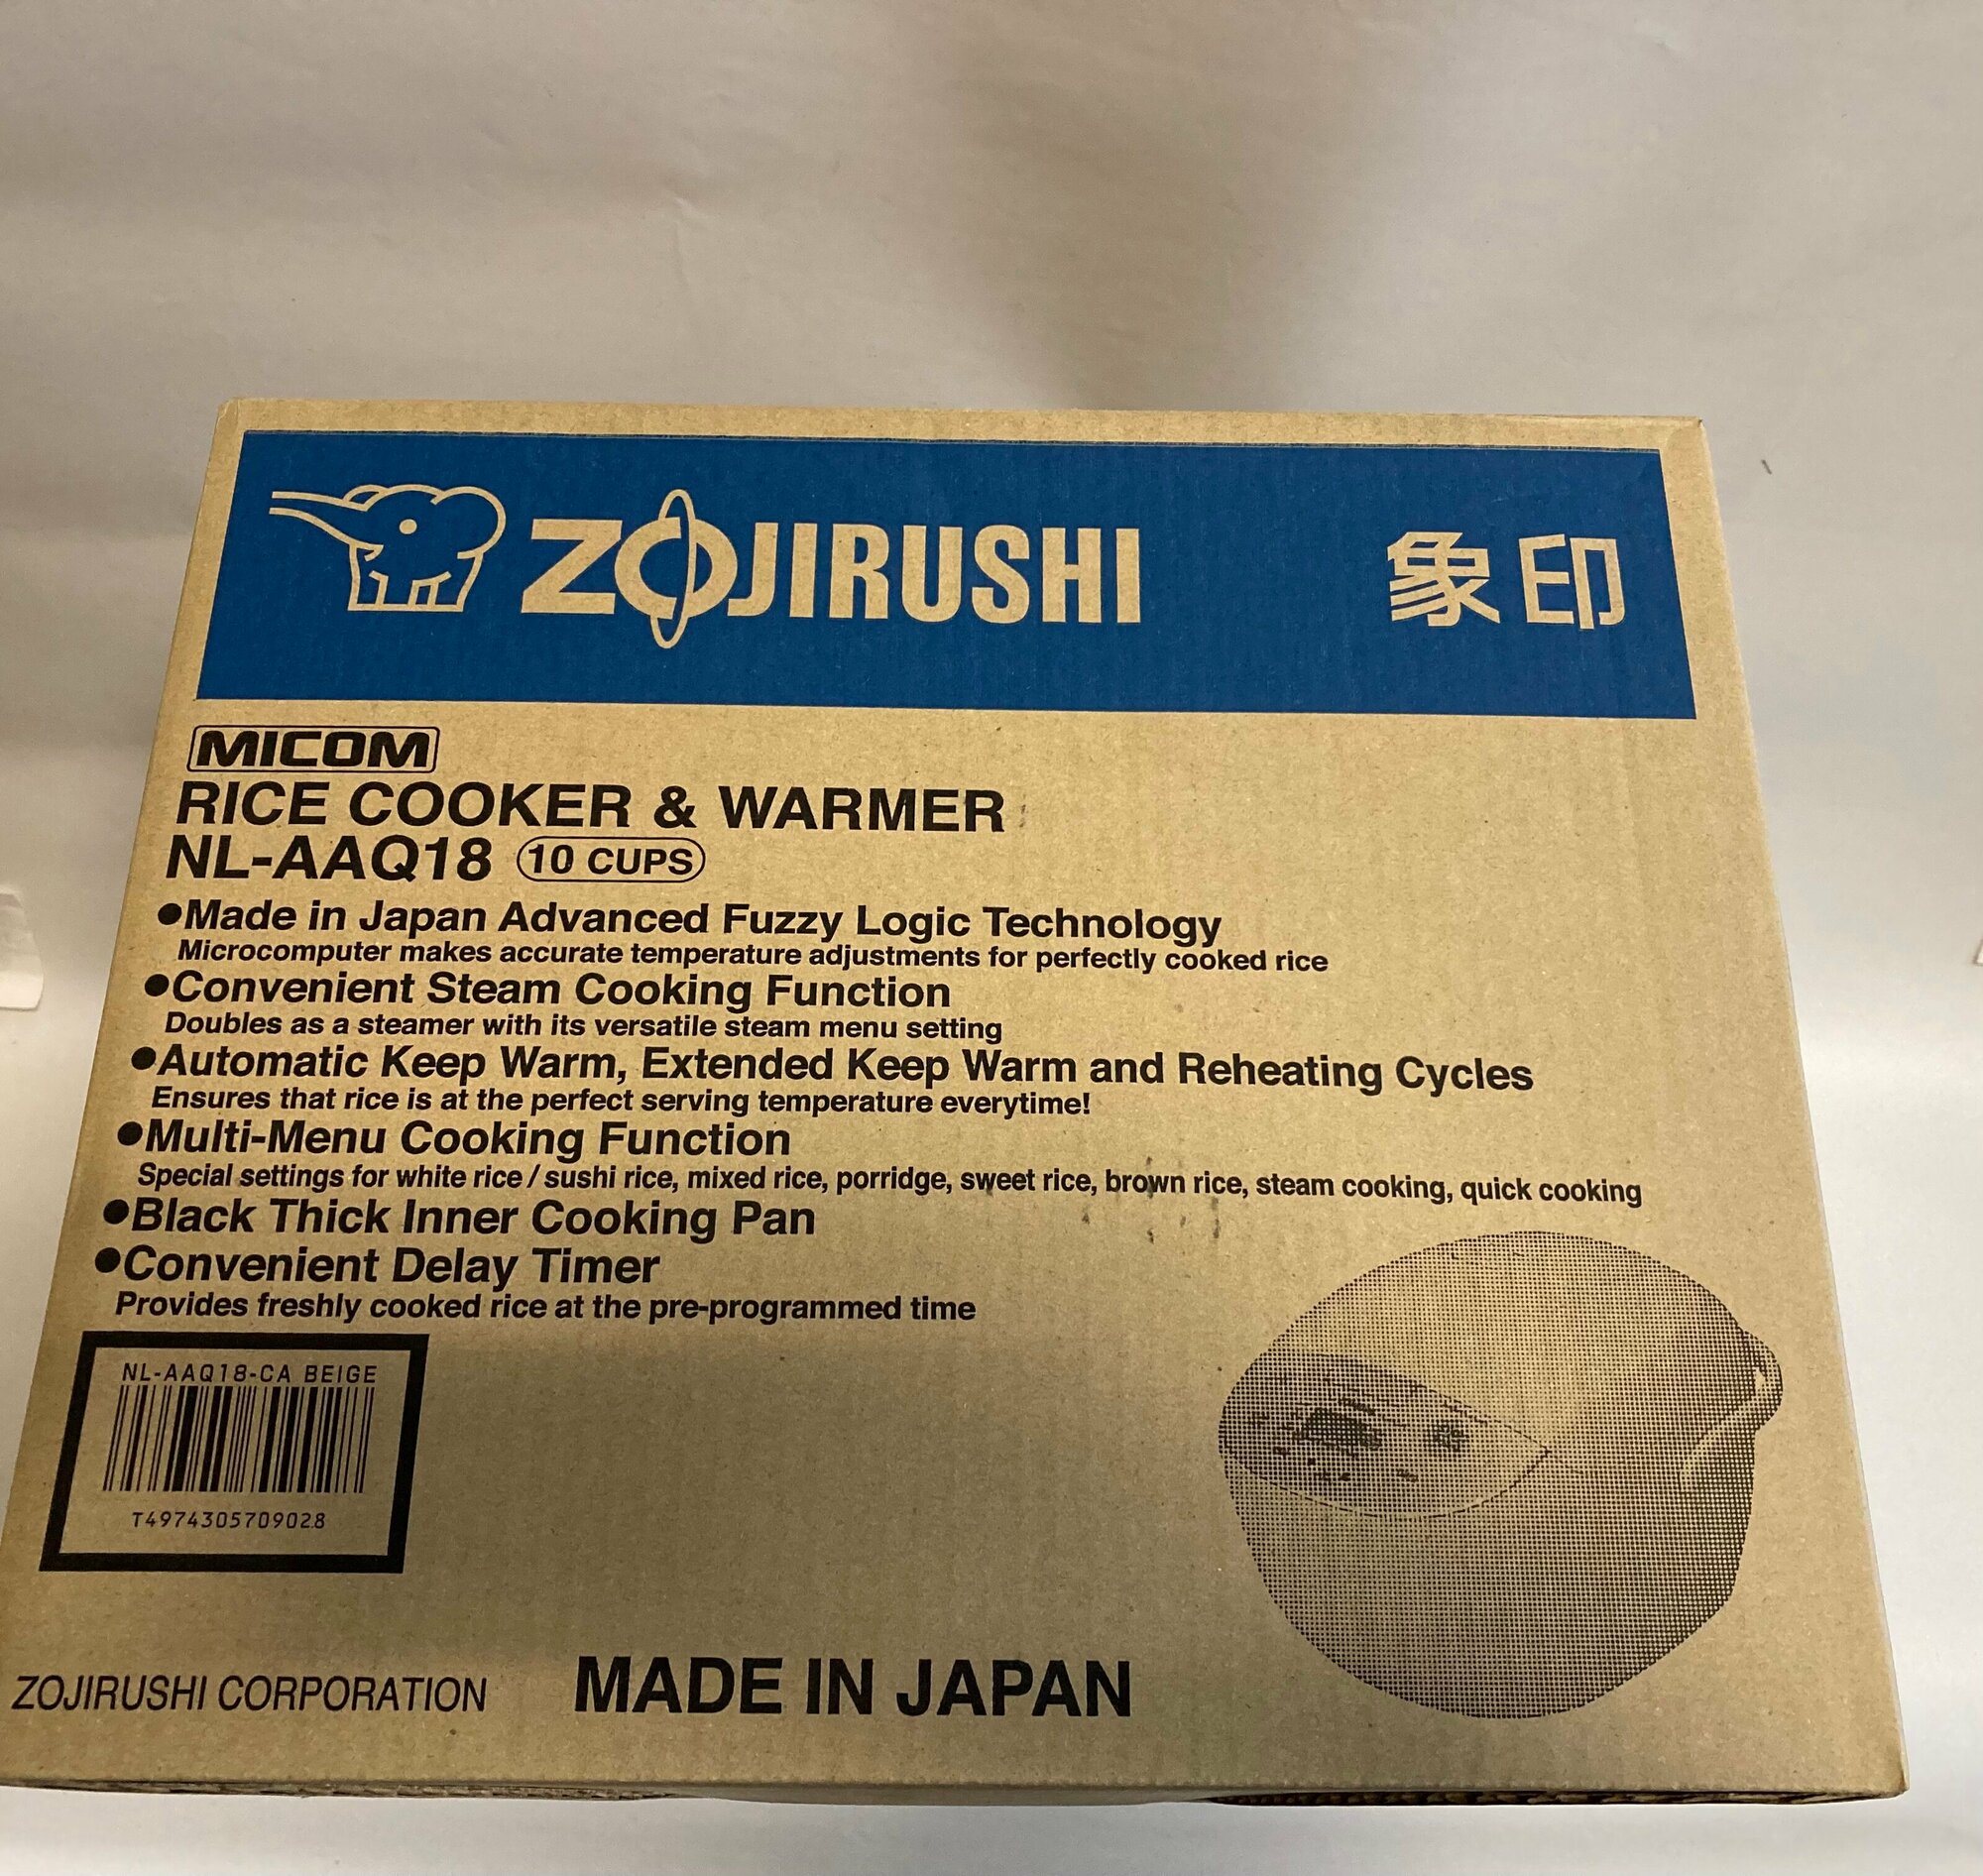 ZOJIRUSHI 象印
MICOM
RICE COOKER & WARMER
NL-AAQ18 10 CUPS
●Made in Japan Advanced Fuzzy Logic Technology
Microcomputer makes accurate temperature adjustments for perfectly cooked rice
●Convenient Steam Cooking Function
Doubles as a steamer with its versatile steam menu setting
●Automatic Keep Warm, Extended Keep Warm and Reheating Cycles
Ensures that rice is at the perfect serving temperature everytime!
●Multi-Menu Cooking Function
Special settings for white rice / sushi rice, mixed rice, porridge, sweet rice, brown rice, steam cooking, quick cooking
●Black Thick Inner Cooking Pan
●Convenient Delay Timer
Provides freshly cooked rice at the pre-programmed time
NL-AAQ18-CA BEIGE
T4974305709028
ZOJIRUSHI CORPORATION MADE IN JAPAN